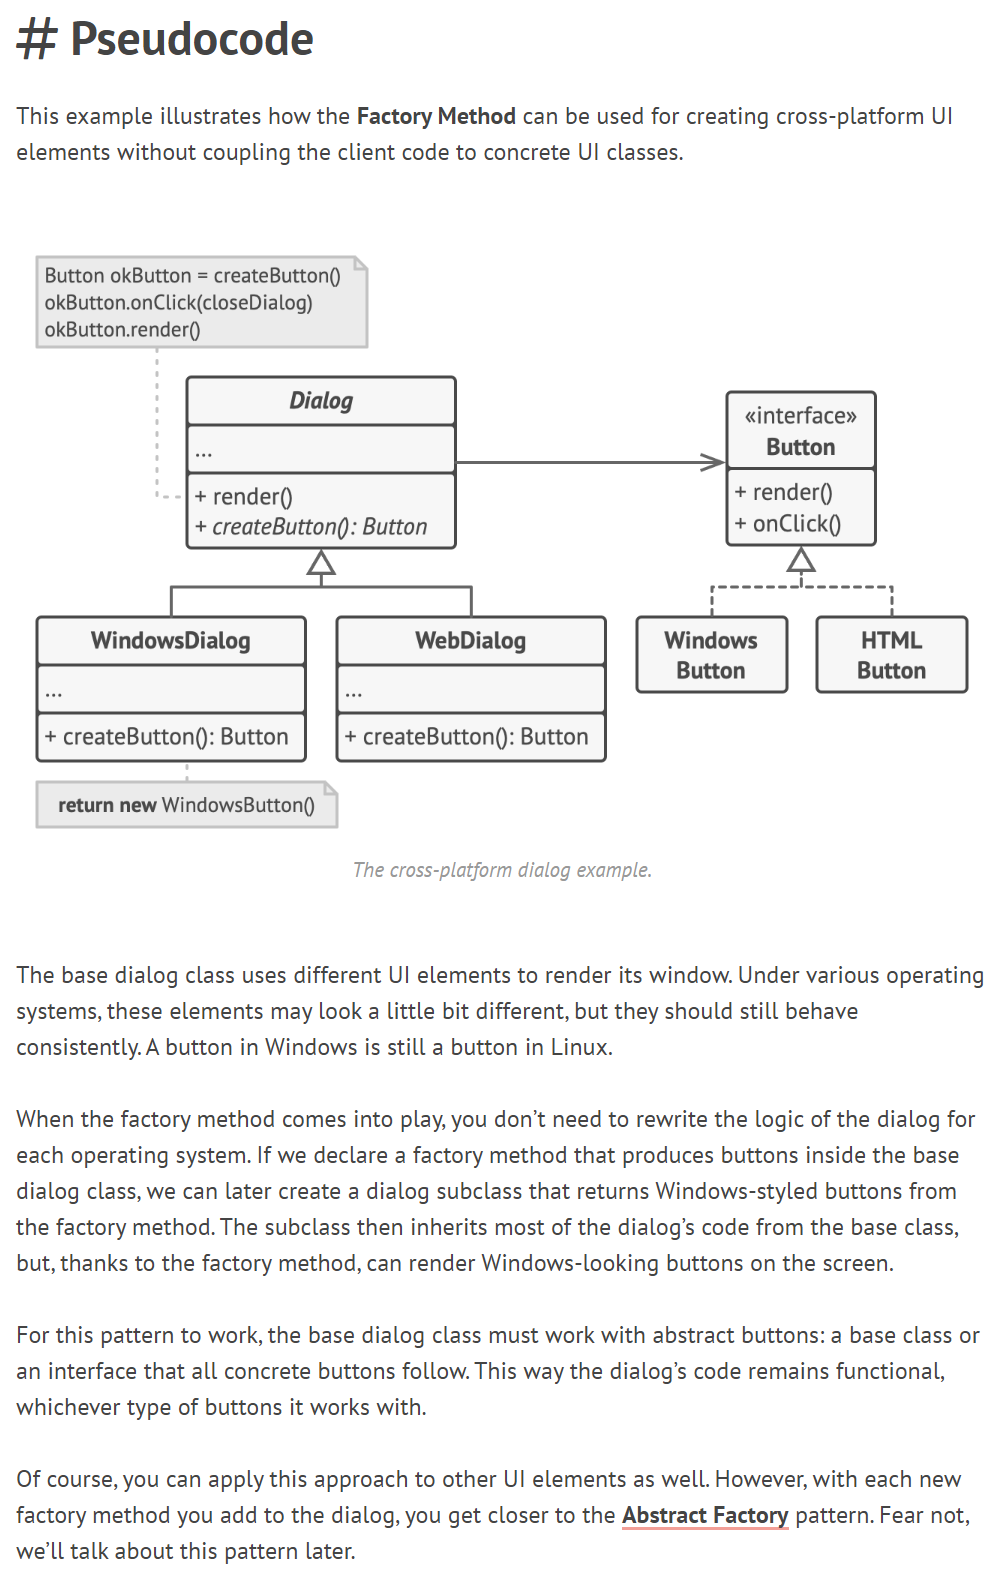 # Pseudocode
This example illustrates how the Factory Method can be used for creating cross-platform UI
elements without coupling the client code to concrete UI classes.
Button okButton = createButton()
okButton.onClick(closeDialog)
okButton.render()
Dialog
...
+ render()
+ createButton(): Button
«interface»
Button
+ render()
+ onClick()
WindowsDialog
...
+ createButton(): Button
WebDialog
...
+ createButton(): Button
Windows
Button
HTML
Button
return new WindowsButton()
The cross-platform dialog example.
The base dialog class uses different UI elements to render its window. Under various operating
systems, these elements may look a little bit different, but they should still behave
consistently. A button in Windows is still a button in Linux.
When the factory method comes into play, you don’t need to rewrite the logic of the dialog for
each operating system. If we declare a factory method that produces buttons inside the base
dialog class, we can later create a dialog subclass that returns Windows-styled buttons from
the factory method. The subclass then inherits most of the dialog’s code from the base class,
but, thanks to the factory method, can render Windows-looking buttons on the screen.
For this pattern to work, the base dialog class must work with abstract buttons: a base class or
an interface that all concrete buttons follow. This way the dialog’s code remains functional,
whichever type of buttons it works with.
Of course, you can apply this approach to other UI elements as well. However, with each new
factory method you add to the dialog, you get closer to the Abstract Factory pattern. Fear not,
we’ll talk about this pattern later.